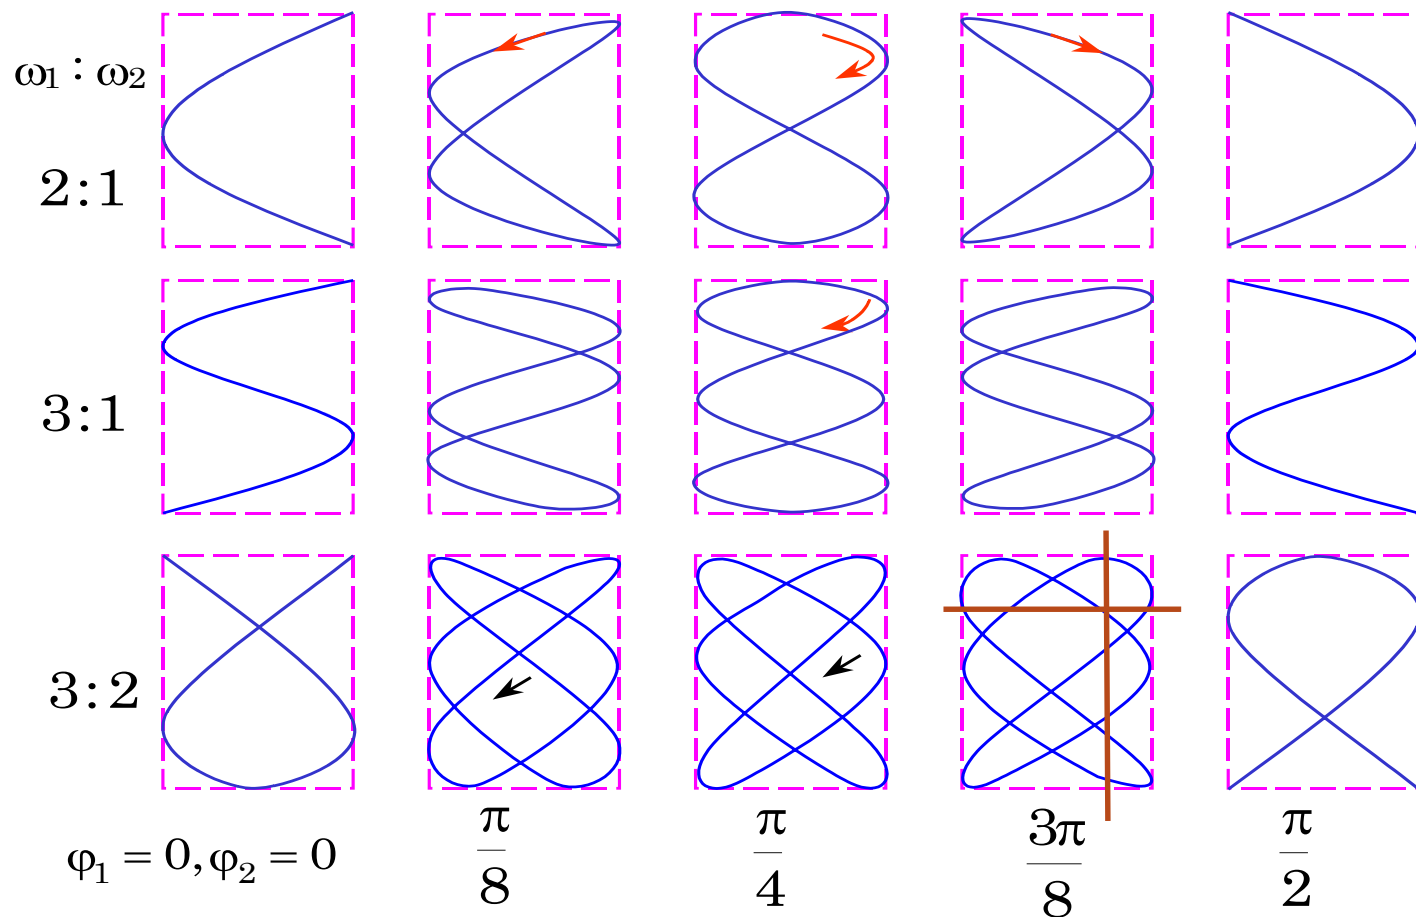 ω₁ : ω₂
2:1
3:1
3:2
φ₁ = 0, φ₂ = 0
π/8
π/4
3π/8
π/2